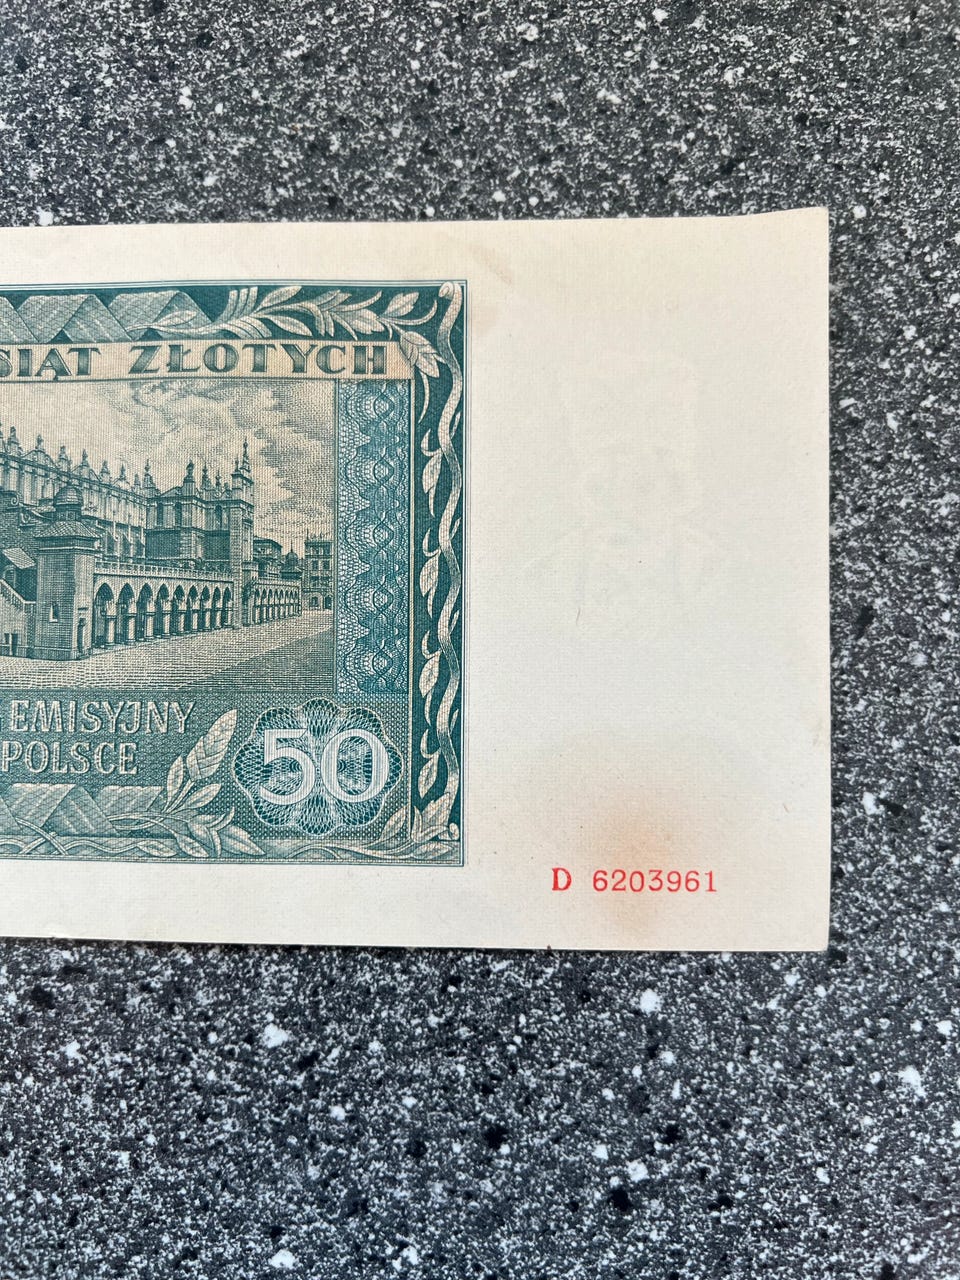 SIĄT ZŁOTYCH
EMISYJNY
POLSCE
50
D 6203961